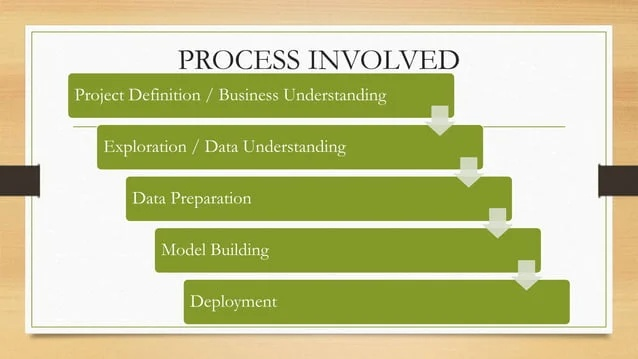 PROCESS INVOLVED
Project Definition / Business Understanding
Exploration / Data Understanding
Data Preparation
Model Building
Deployment